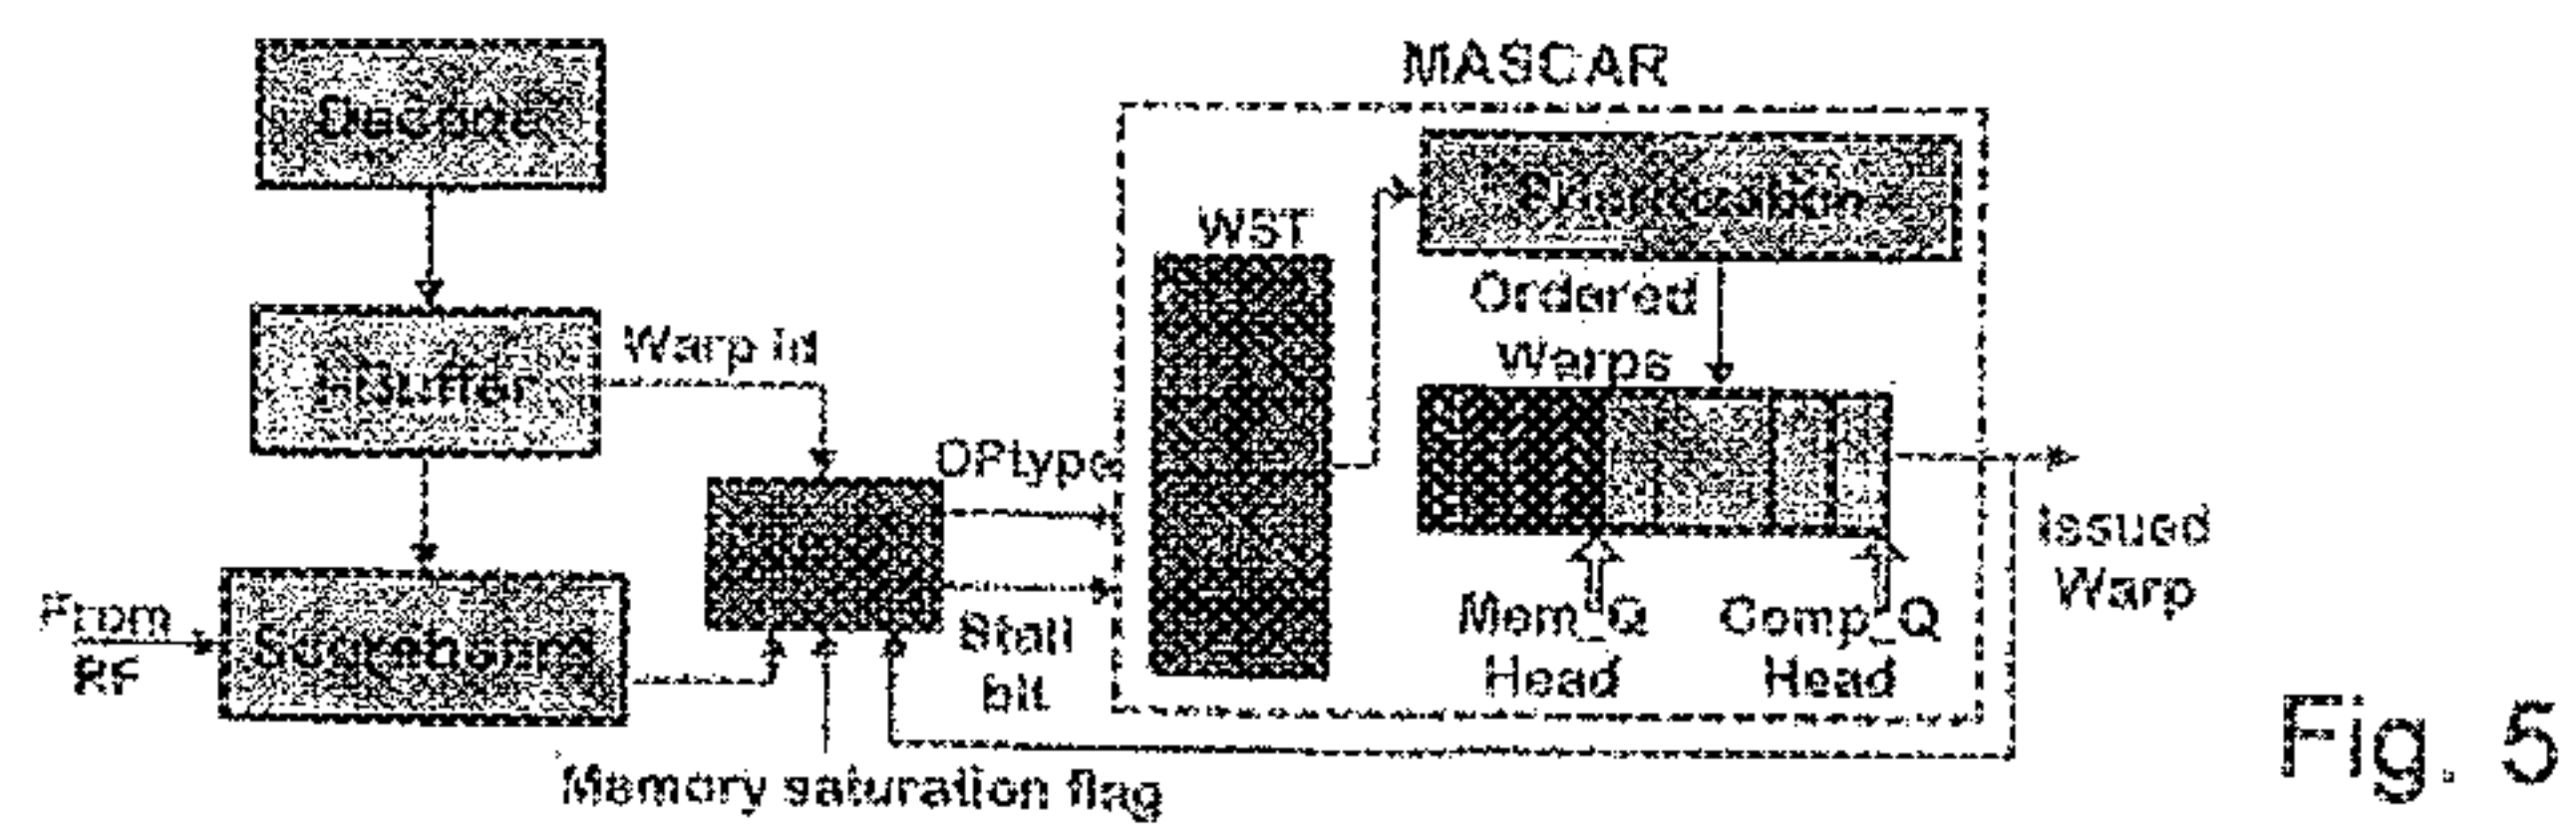 MASCAR
Decode
WST
Prioritization
Ordered
Warps
I-Buffer
Warp Id
OPtype
Issued
Warp
From
RF
Scoreboard
Stall
bit
Mem_Q
Head
Comp_Q
Head
Memory saturation flag
Fig. 5